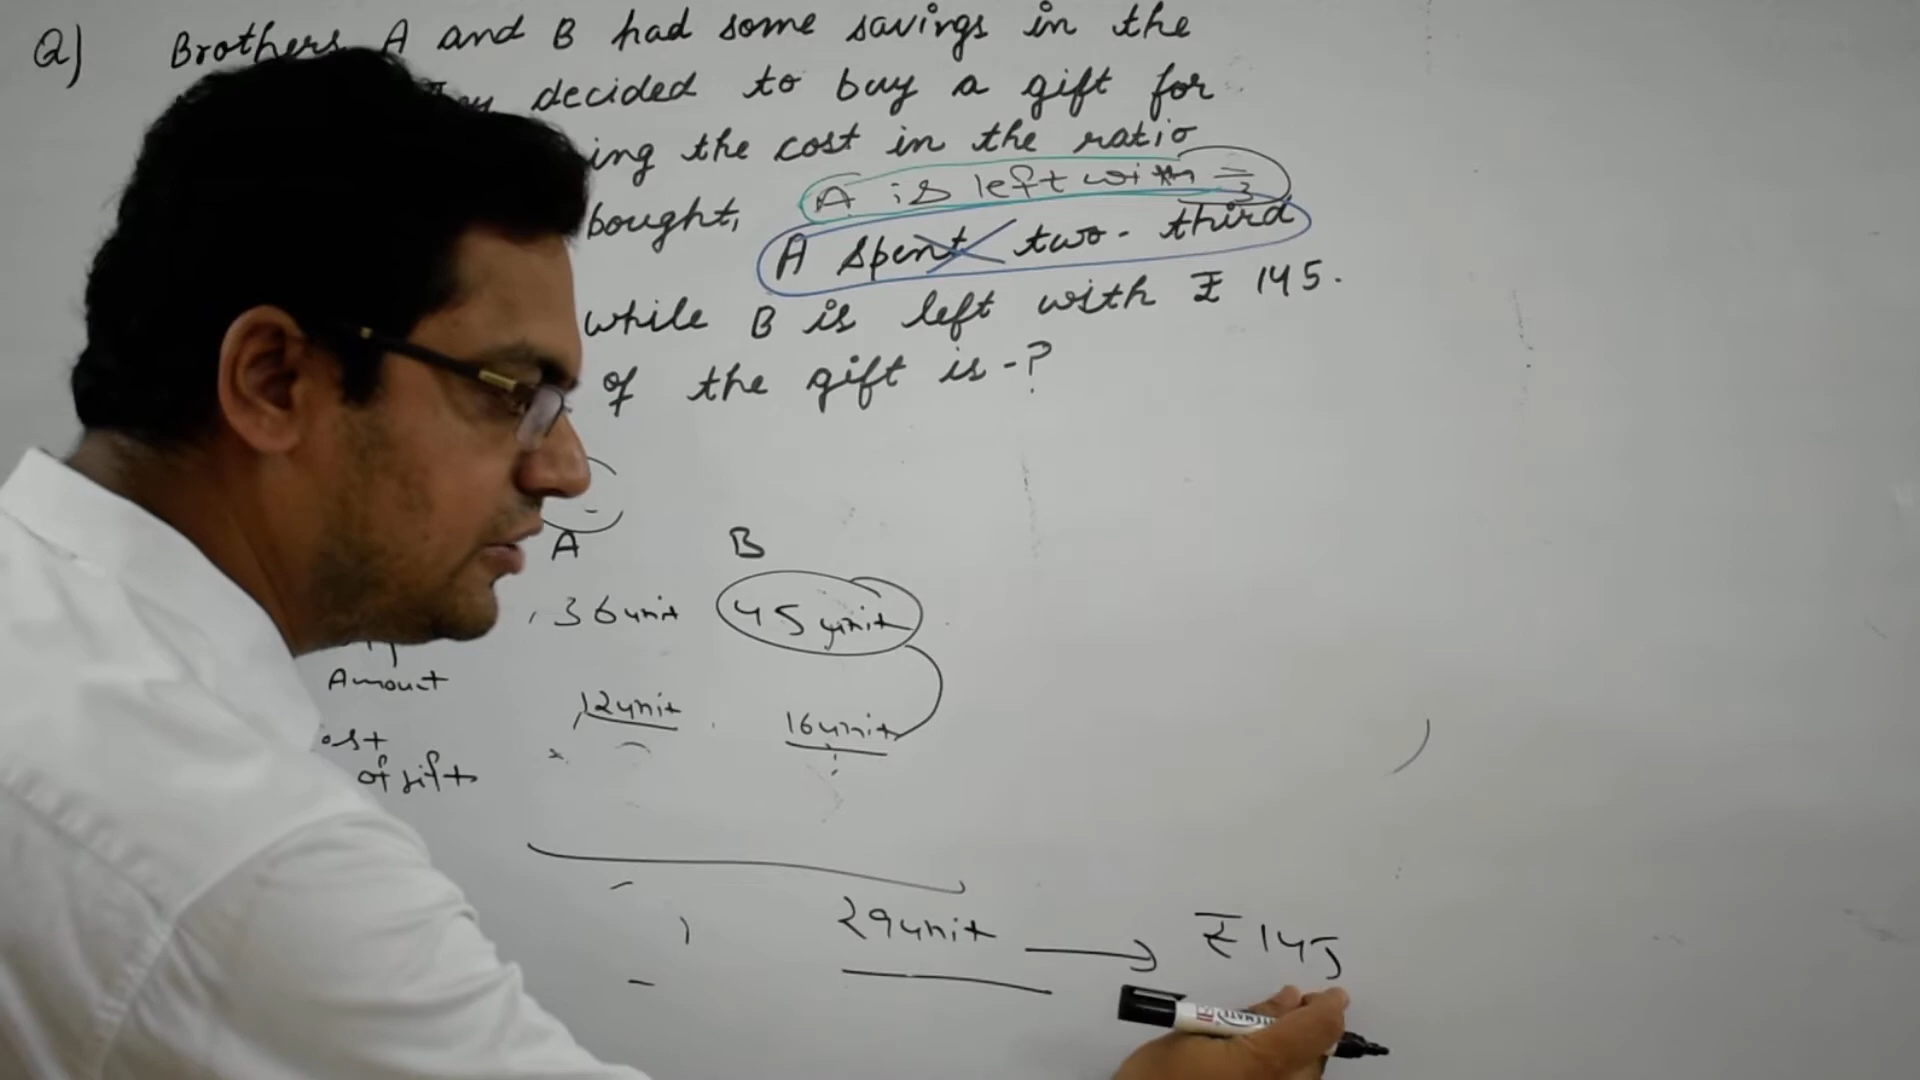 Q) Brothers A and B had some savings in the
decided to buy a gift for
ing the cost in the ratio
A is left with
bought,
A spent two-third
while B is left with ₹ 145.
of the gift is -?
A B
36 unit 45 unit
Amount
12 unit 16 unit
ost
of gift
29 unit → ₹ 145